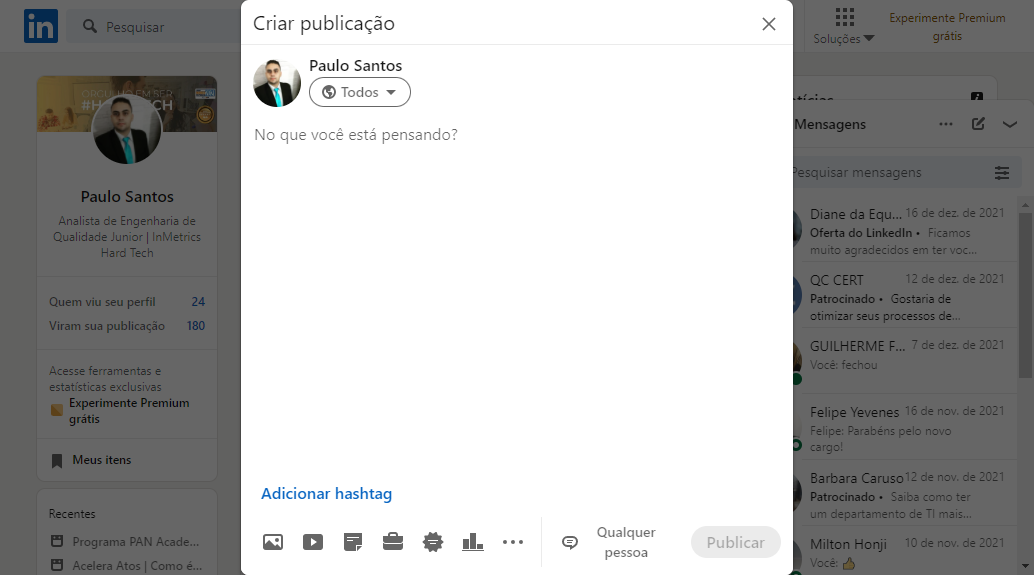 in
Pesquisar
Soluções
Experimente Premium
grátis
Criar publicação
Paulo Santos
Todos
No que você está pensando?
Adicionar hashtag
Qualquer
pessoa
Publicar
ORGULHO EM SER
Paulo Santos
Analista de Engenharia de
Qualidade Junior | InMetrics
Hard Tech
Quem viu seu perfil 24
Viram sua publicação 180
Acesse ferramentas e
estatísticas exclusivas
Experimente Premium
grátis
Meus itens
Recentes
Programa PAN Acade...
Acelera Atos | Como é...
Mensagens
Pesquisar mensagens
Diane da Equ... 16 de dez. de 2021
Oferta do LinkedIn • Ficamos
muito agradecidos em ter voc...
QC CERT 12 de dez. de 2021
Patrocinado • Gostaria de
otimizar seus processos de...
GUILHERME F... 7 de dez. de 2021
Você: fechou
Felipe Yevenes 16 de nov. de 2021
Felipe: Parabéns pelo novo
cargo!
Barbara Caruso 12 de nov. de 2021
Patrocinado • Saiba como ter
um departamento de TI mais...
Milton Honji 10 de nov. de 2021
Você: 👍